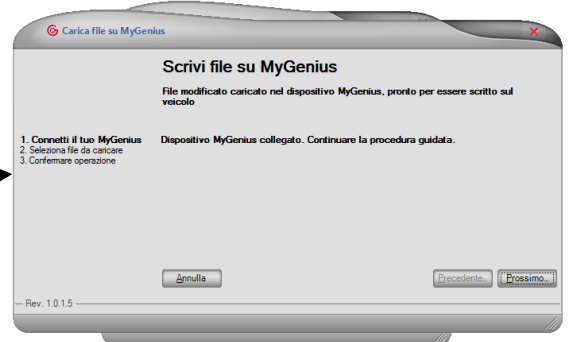 Carica file su MyGenius
Scrivi file su MyGenius
File modificato caricato nel dispositivo MyGenius, pronto per essere scritto sul
veicolo
1. Connetti il tuo MyGenius
2. Seleziona file da caricare
3. Confermare operazione
Dispositivo MyGenius collegato. Continuare la procedura guidata.
Annulla
Precedente..
Prossimo..
Rev. 1.0.1.5